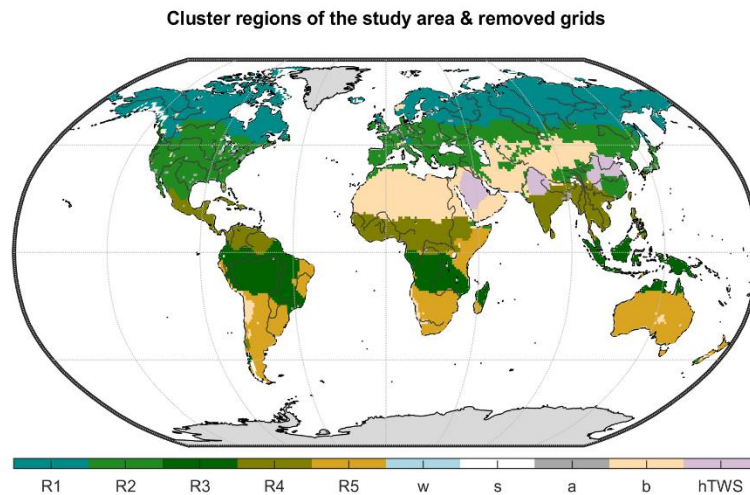 Cluster regions of the study area & removed grids
R1 R2 R3 R4 R5 w s a b hTWS